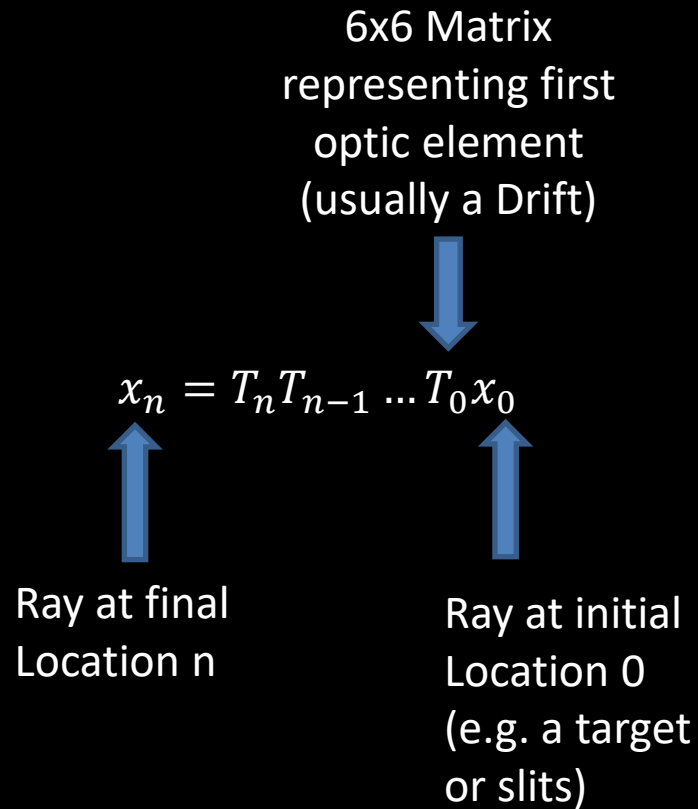 6x6 Matrix
representing first
optic element
(usually a Drift)
xₙ = TₙTₙ₋₁ … T₀x₀
Ray at final
Location n
Ray at initial
Location 0
(e.g. a target
or slits)